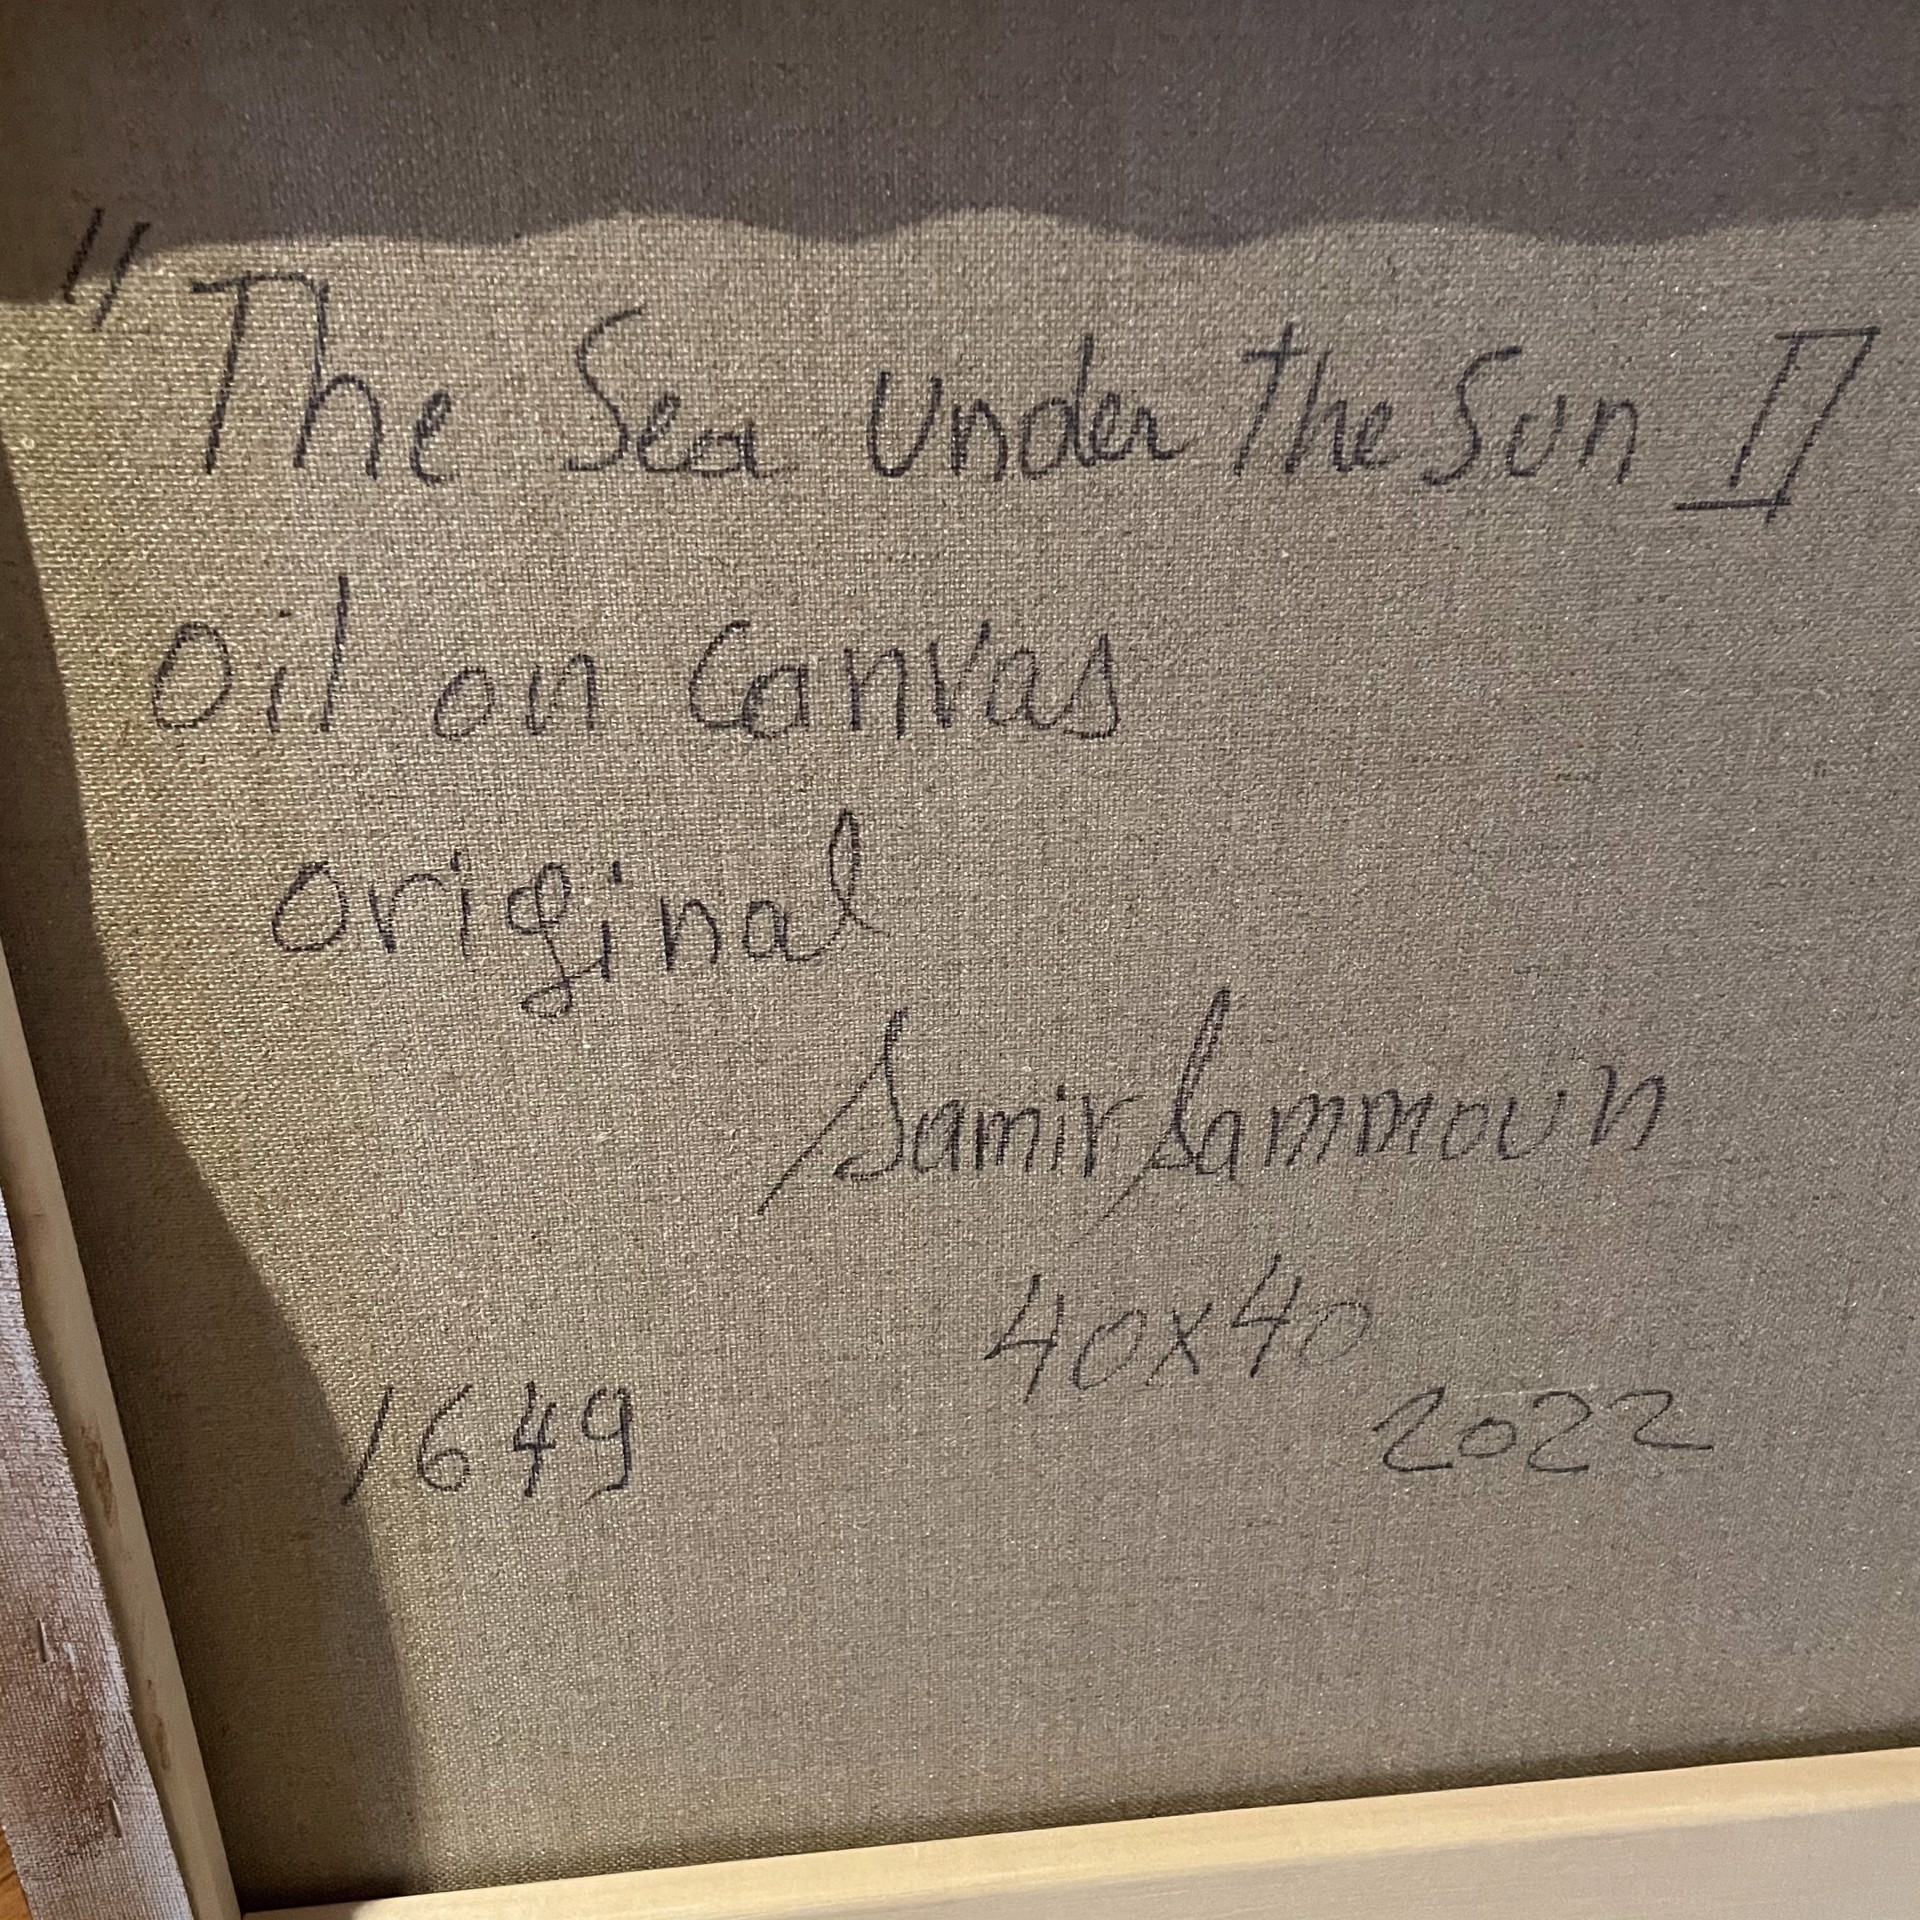 "The Sea Under The Sun II
Oil on Canvas
Original
Samir Sammoun
40x40
1649 2022